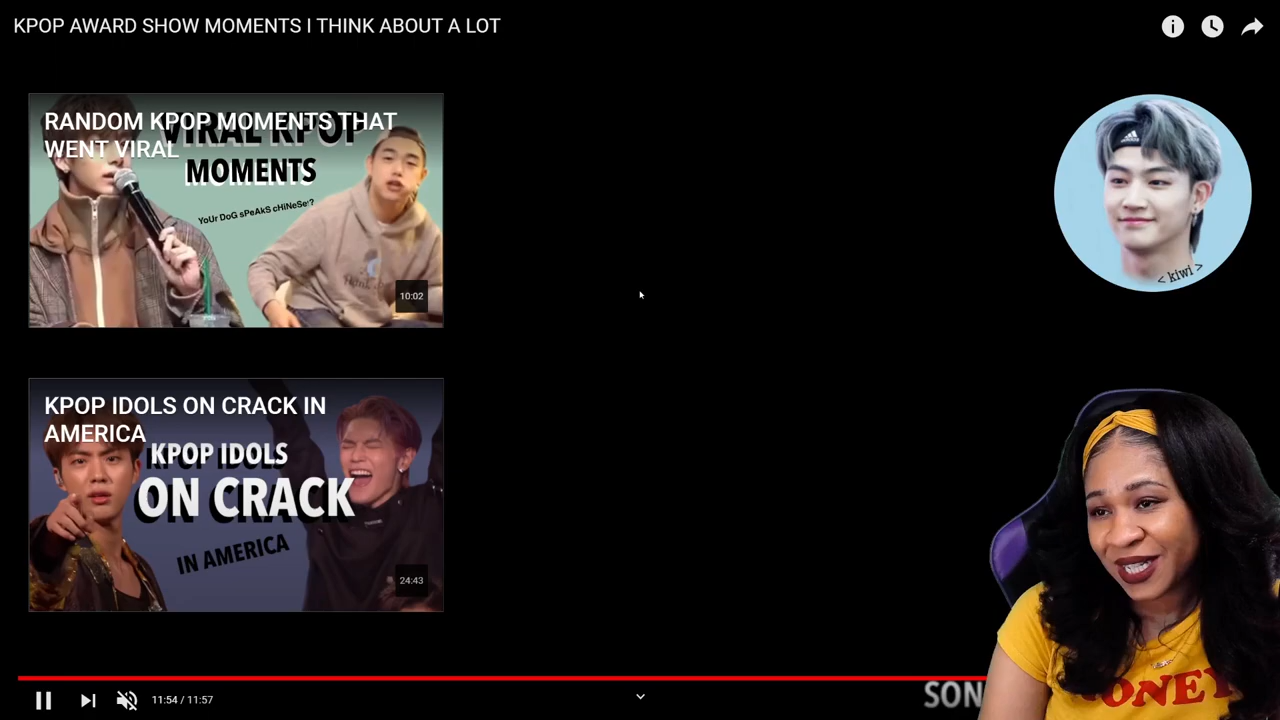 KPOP AWARD SHOW MOMENTS I THINK ABOUT A LOT
RANDOM KPOP MOMENTS THAT
WENT VIRAL
VIRAL KPOP
MOMENTS
YoUr DoG sPeAkS cHiNeSe?
10:02
< kiwi >
KPOP IDOLS ON CRACK IN
AMERICA
KPOP IDOLS
ON CRACK
IN AMERICA
24:43
11:54 / 11:57
SON